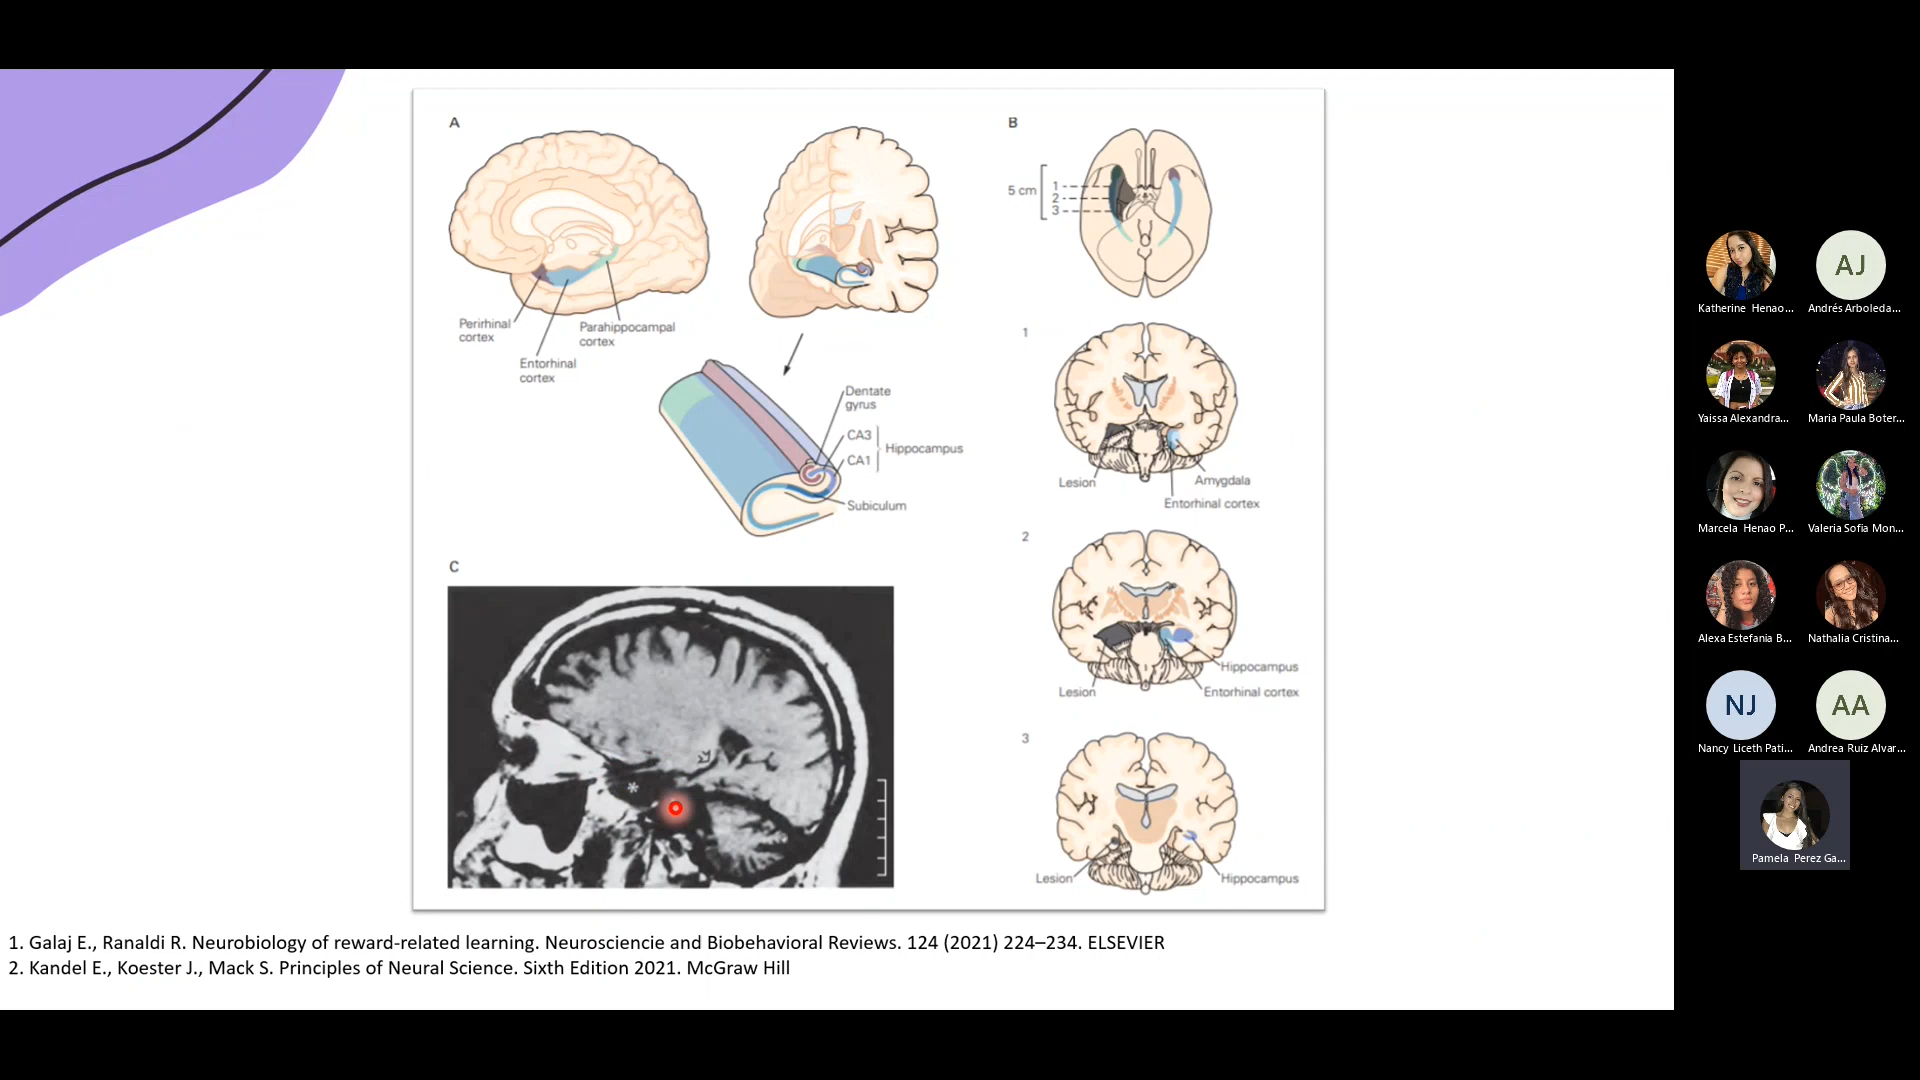 A
Perirhinal
cortex
Entorhinal
cortex
Parahippocampal
cortex
Dentate
gyrus
CA3
CA1
Hippocampus
Subiculum
B
5 cm
1
2
3
1
Lesion
Amygdala
Entorhinal cortex
2
Hippocampus
Lesion
Entorhinal cortex
3
Lesion
Hippocampus
C
*
1. Galaj E., Ranaldi R. Neurobiology of reward-related learning. Neurosciencie and Biobehavioral Reviews. 124 (2021) 224–234. ELSEVIER
2. Kandel E., Koester J., Mack S. Principles of Neural Science. Sixth Edition 2021. McGraw Hill
Katherine Henao...
AJ
Andrés Arboleda...
Yaissa Alexandra...
Maria Paula Boter...
Marcela Henao P...
Valeria Sofia Mon...
Alexa Estefania B...
Nathalia Cristina...
NJ
Nancy Liceth Pati...
AA
Andrea Ruiz Alvar...
Pamela Perez Ga...